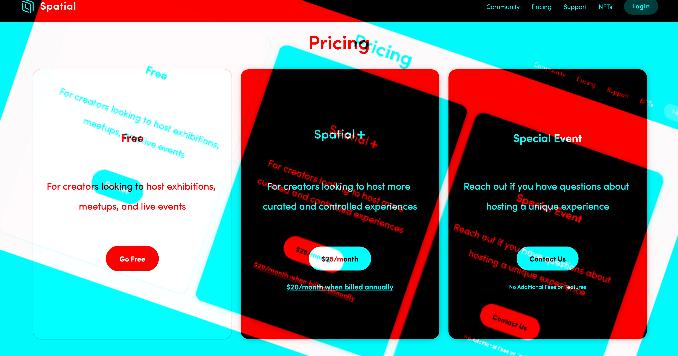 Spatial
Community Pricing Support NFTs Login
Pricing
Pricing
Free
Free
For creators looking to host exhibitions,
meetups, and live events
For creators looking to host exhibitions,
meetups, and live events
Go Free
Spatial +
Spatial +
For creators looking to host more
curated and controlled experiences
For creators looking to host more
curated and controlled experiences
$25/month
$25/month
$20/month when billed annually
$20/month when billed annually
Community Pricing Support NFTs
Special Event
Special Event
Reach out if you have questions about
hosting a unique experience
Reach out if you have questions about
hosting a unique experience
Contact Us
No Additional Fees or Features
Contact Us
No Additional Fees or